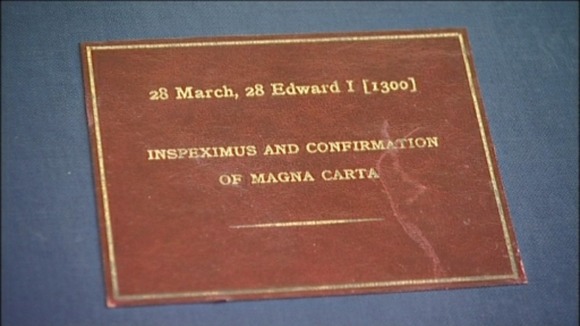 28 March, 28 Edward I [1300]
INSPEXIMUS AND CONFIRMATION
OF MAGNA CARTA